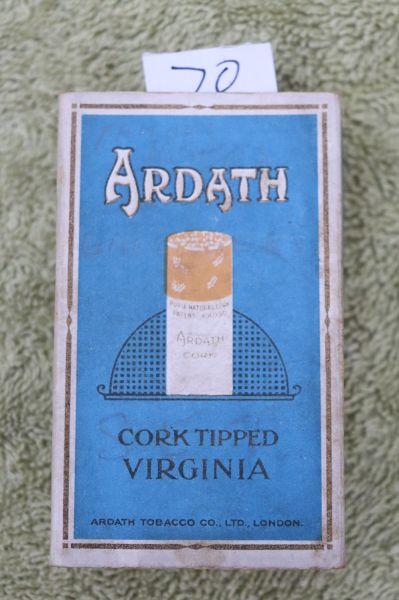 70
ARDATH
ARDATH
CORK
CORK TIPPED
VIRGINIA
ARDATH TOBACCO CO., LTD., LONDON.